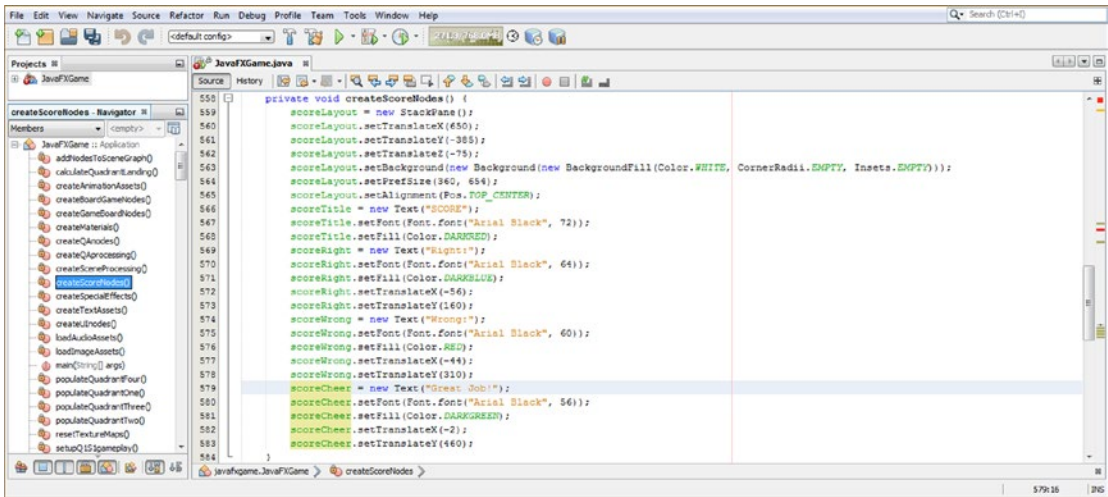 File Edit View Navigate Source Refactor Run Debug Profile Team Tools Window Help
Search (Ctrl+I)
<default config>
Projects
JavaFXGame
createScoreNodes - Navigator
Members <empty>
JavaFXGame :: Application
addNodesToSceneGraph()
calculateQuadrantLanding()
createAnimationAssets()
createBoardGameNodes()
createGameBoardNodes()
createMaterials()
createQAnodes()
createQAprocessing()
createSceneProcessing()
createScoreNodes()
createSpecialEffects()
createTextAssets()
createUInodes()
loadAudioAssets()
loadImageAssets()
main(String[] args)
populateQuadrantFour()
populateQuadrantOne()
populateQuadrantThree()
populateQuadrantTwo()
resetTextureMaps()
setupQ1S1gameplay()
JavaFXGame.java
Source History
558 private void createScoreNodes() {
559 scoreLayout = new StackPane();
560 scoreLayout.setTranslateX(650);
561 scoreLayout.setTranslateY(-385);
562 scoreLayout.setTranslateZ(-75);
563 scoreLayout.setBackground(new Background(new BackgroundFill(Color.WHITE, CornerRadii.EMPTY, Insets.EMPTY)));
564 scoreLayout.setPrefSize(360, 654);
565 scoreLayout.setAlignment(Pos.TOP_CENTER);
566 scoreTitle = new Text("SCORE");
567 scoreTitle.setFont(Font.font("Arial Black", 72));
568 scoreTitle.setFill(Color.DARKRED);
569 scoreRight = new Text("Right:");
570 scoreRight.setFont(Font.font("Arial Black", 64));
571 scoreRight.setFill(Color.DARKBLUE);
572 scoreRight.setTranslateX(-56);
573 scoreRight.setTranslateY(160);
574 scoreWrong = new Text("Wrong:");
575 scoreWrong.setFont(Font.font("Arial Black", 60));
576 scoreWrong.setFill(Color.RED);
577 scoreWrong.setTranslateX(-44);
578 scoreWrong.setTranslateY(310);
579 scoreCheer = new Text("Great Job!");
580 scoreCheer.setFont(Font.font("Arial Black", 56));
581 scoreCheer.setFill(Color.DARKGREEN);
582 scoreCheer.setTranslateX(-2);
583 scoreCheer.setTranslateY(460);
584 }
javafxgame.JavaFXGame createScoreNodes
579:16 INS